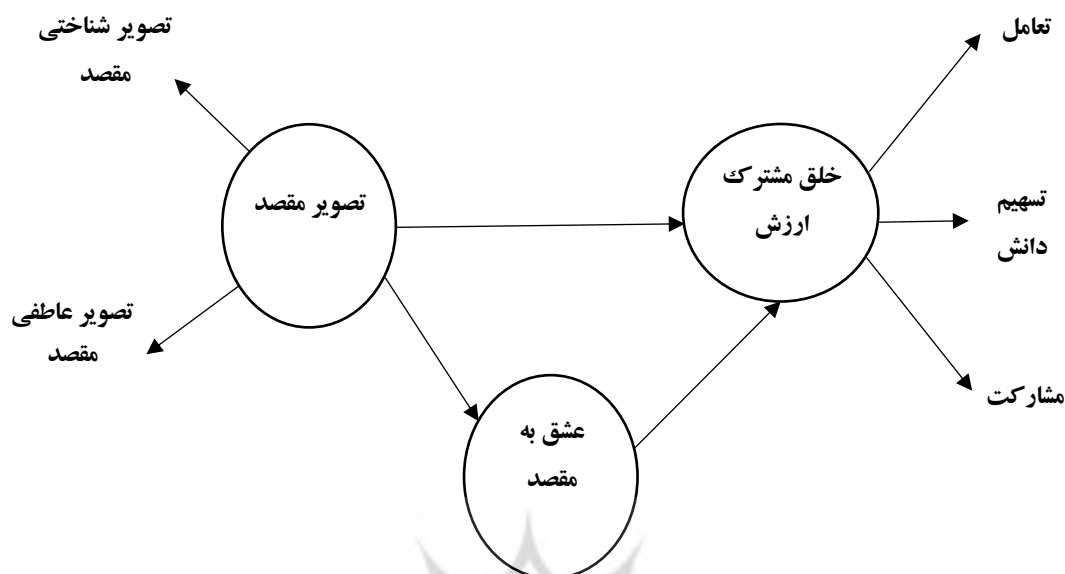 تعامل
تصویر شناختی
مقصد
خلق مشترک
ارزش
تصویر مقصد
تسهیم
دانش
تصویر عاطفی
مقصد
مشارکت
عشق به
مقصد